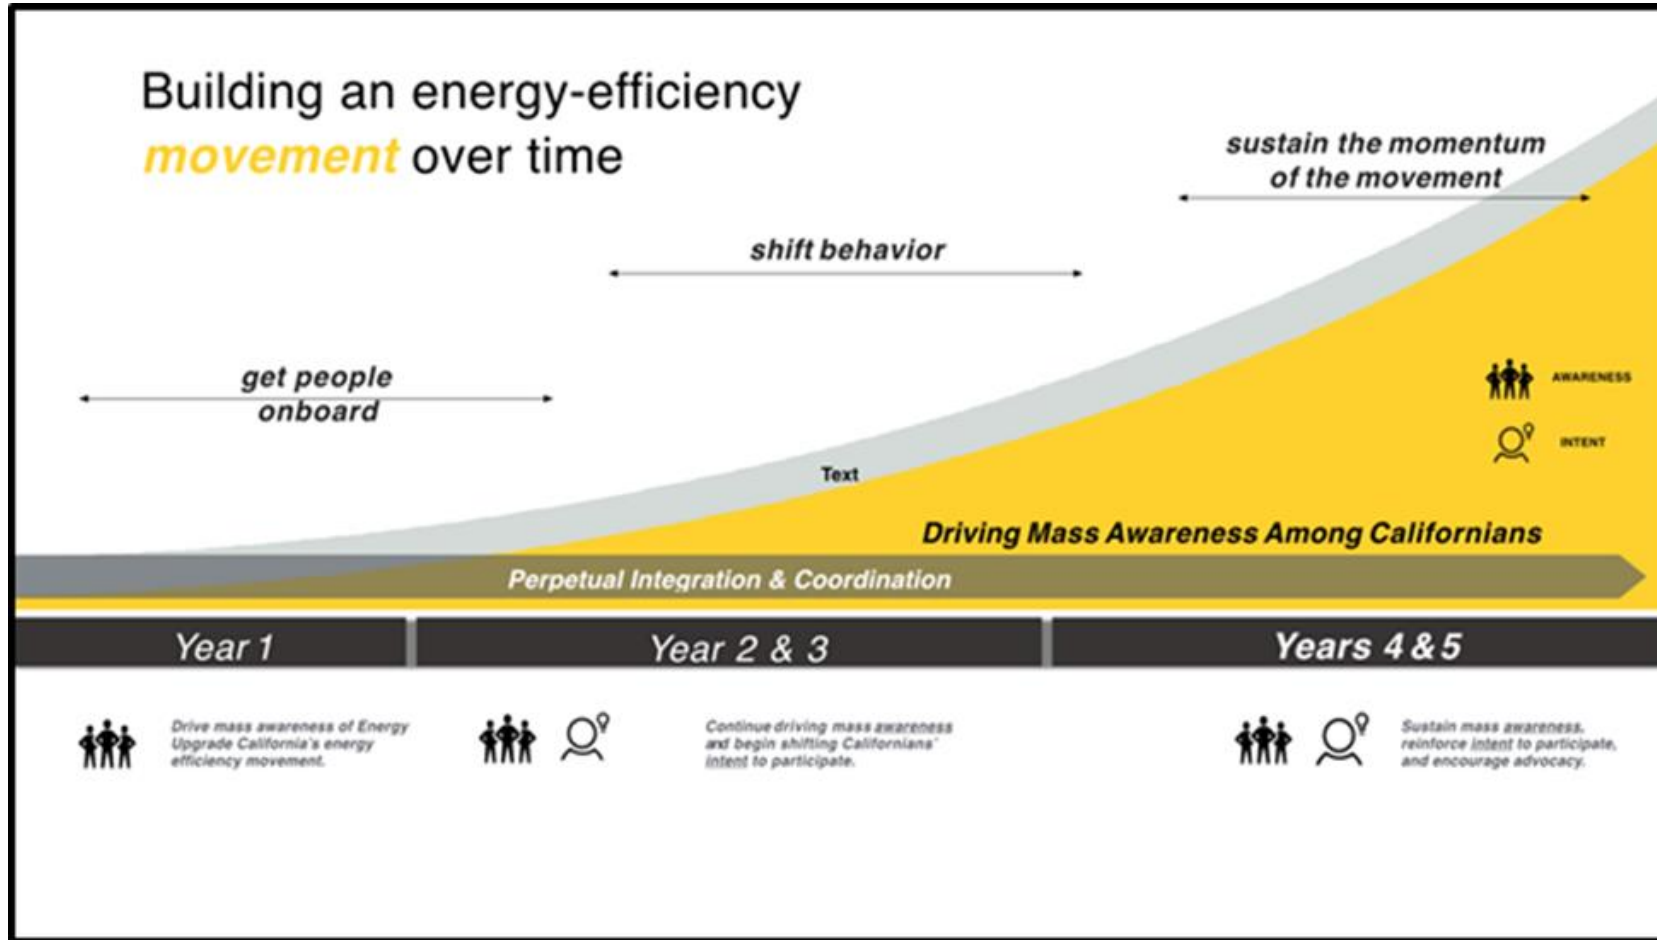 Building an energy-efficiency
movement over time
sustain the momentum
of the movement
shift behavior
get people
onboard
AWARENESS
INTENT
Text
Driving Mass Awareness Among Californians
Perpetual Integration & Coordination
Year 1
Year 2 & 3
Years 4 & 5
Drive mass awareness of Energy
Upgrade California's energy
efficiency movement.
Continue driving mass awareness
and begin shifting Californians'
intent to participate.
Sustain mass awareness,
reinforce intent to participate,
and encourage advocacy.